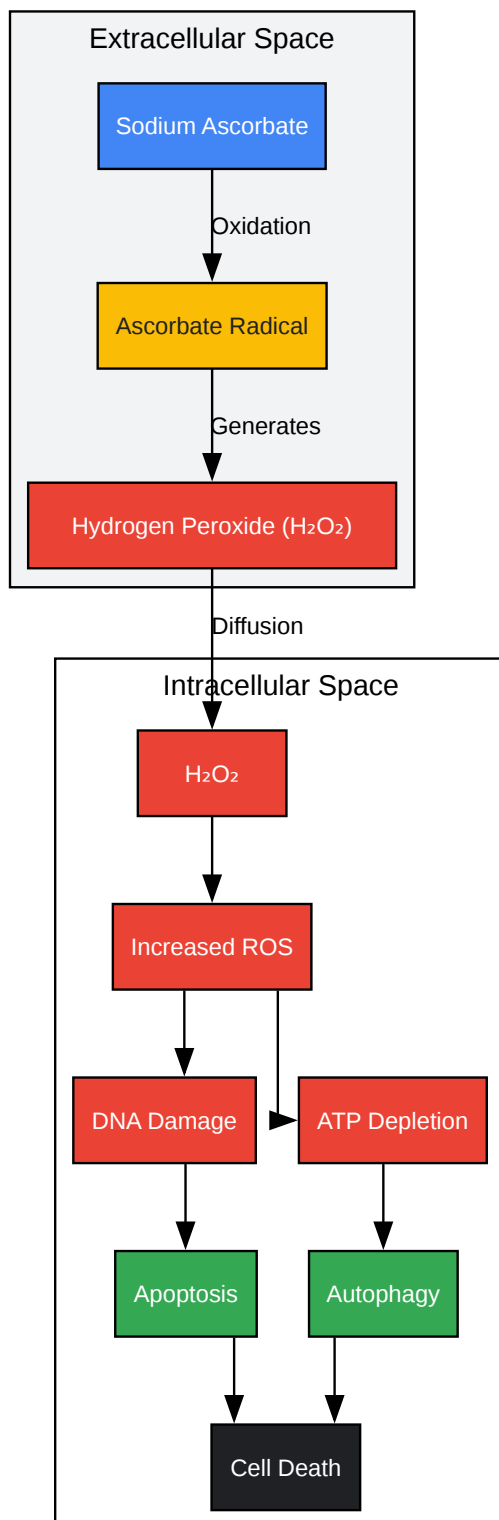 Extracellular Space
Sodium Ascorbate
Oxidation
Ascorbate Radical
Generates
Hydrogen Peroxide (H₂O₂)
Diffusion
Intracellular Space
H₂O₂
Increased ROS
DNA Damage
ATP Depletion
Apoptosis
Autophagy
Cell Death